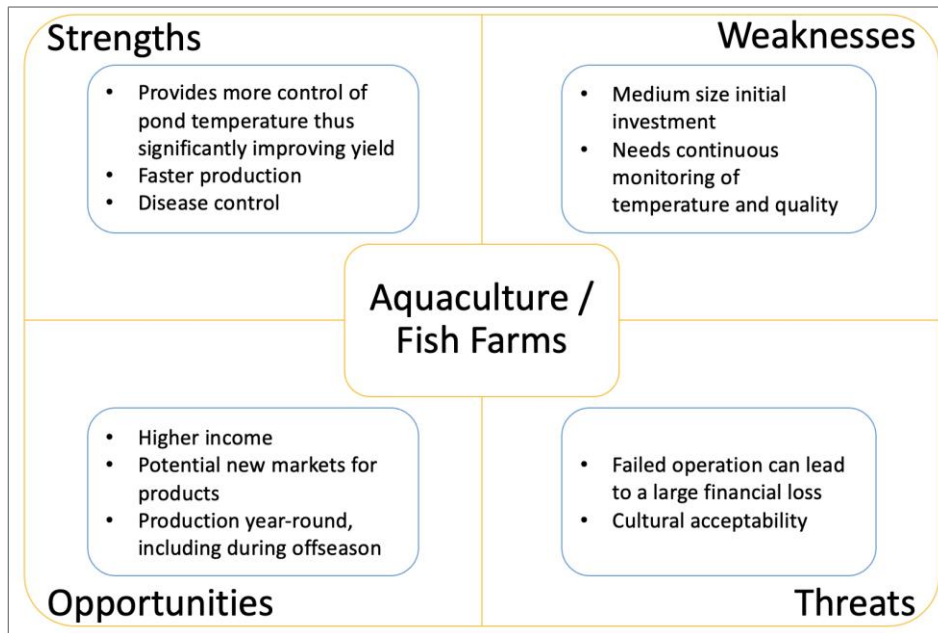 Strengths
• Provides more control of
pond temperature thus
significantly improving yield
• Faster production
• Disease control
Weaknesses
• Medium size initial
investment
• Needs continuous
monitoring of
temperature and quality
Aquaculture /
Fish Farms
• Higher income
• Potential new markets for
products
• Production year-round,
including during offseason
Opportunities
• Failed operation can lead
to a large financial loss
• Cultural acceptability
Threats